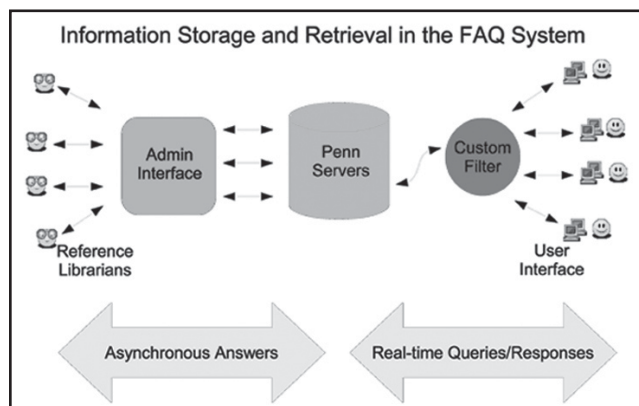 Information Storage and Retrieval in the FAQ System
Admin
Interface
Penn
Servers
Custom
Filter
Reference
Librarians
User
Interface
Asynchronous Answers
Real-time Queries/Responses